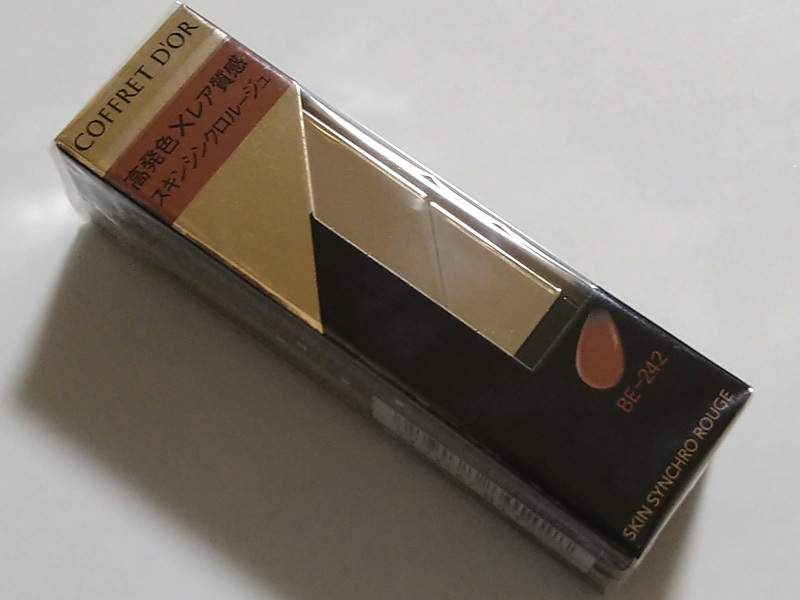 COFFRET D'OR
高発色×レア質感
スキンシンクロルージュ
BE-242
SKIN SYNCHRO ROUGE